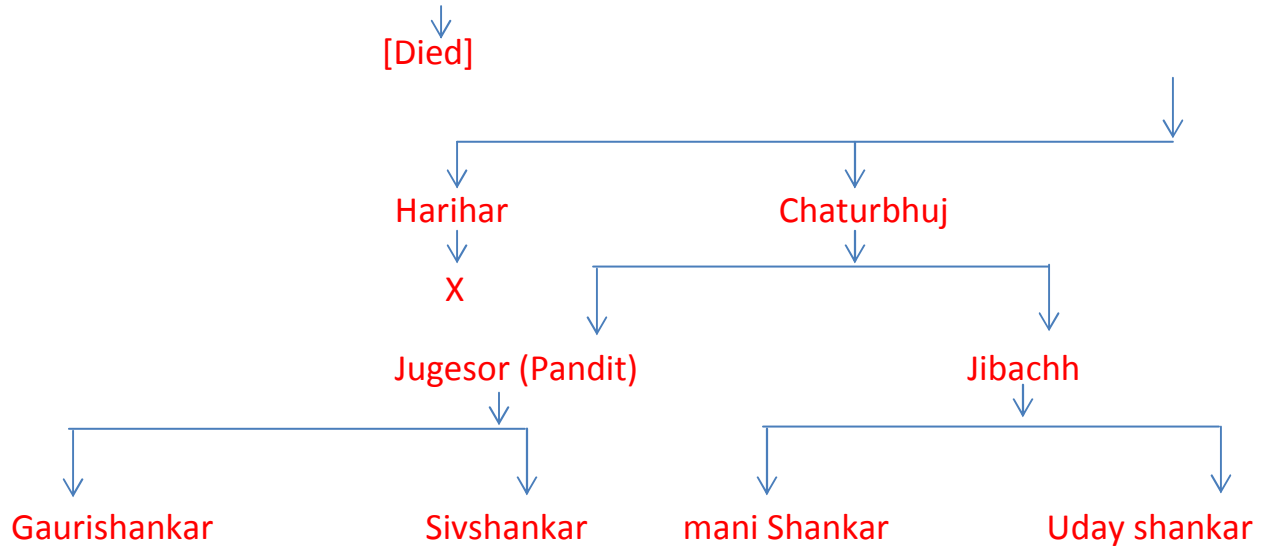 [Died]
Harihar Chaturbhuj
X
Jugesor (Pandit) Jibachh
Gaurishankar Sivshankar mani Shankar Uday shankar